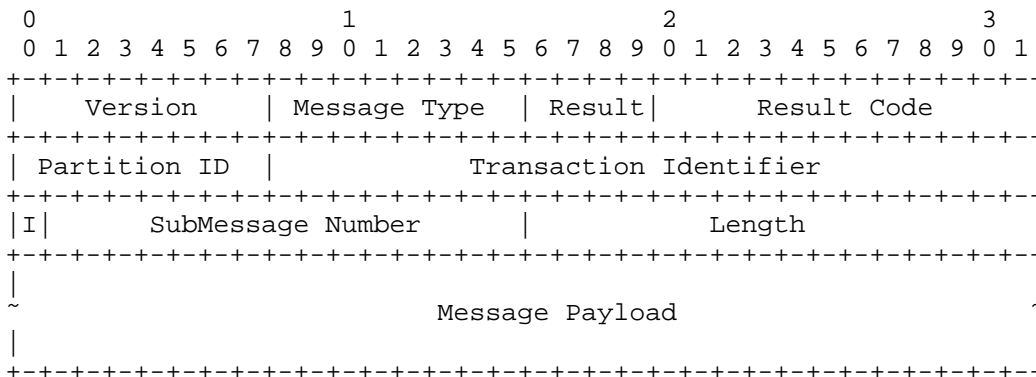 0                   1                   2                   3
 0 1 2 3 4 5 6 7 8 9 0 1 2 3 4 5 6 7 8 9 0 1 2 3 4 5 6 7 8 9 0 1
+-+-+-+-+-+-+-+-+-+-+-+-+-+-+-+-+-+-+-+-+-+-+-+-+-+-+-+-+-+-+-+--
|    Version    | Message Type  | Result|      Result Code
+-+-+-+-+-+-+-+-+-+-+-+-+-+-+-+-+-+-+-+-+-+-+-+-+-+-+-+-+-+-+-+--
| Partition ID  |            Transaction Identifier
+-+-+-+-+-+-+-+-+-+-+-+-+-+-+-+-+-+-+-+-+-+-+-+-+-+-+-+-+-+-+-+--
|I|      SubMessage Number      |           Length
+-+-+-+-+-+-+-+-+-+-+-+-+-+-+-+-+-+-+-+-+-+-+-+-+-+-+-+-+-+-+-+--
|
~                          Message Payload                      ~
|
+-+-+-+-+-+-+-+-+-+-+-+-+-+-+-+-+-+-+-+-+-+-+-+-+-+-+-+-+-+-+-+--